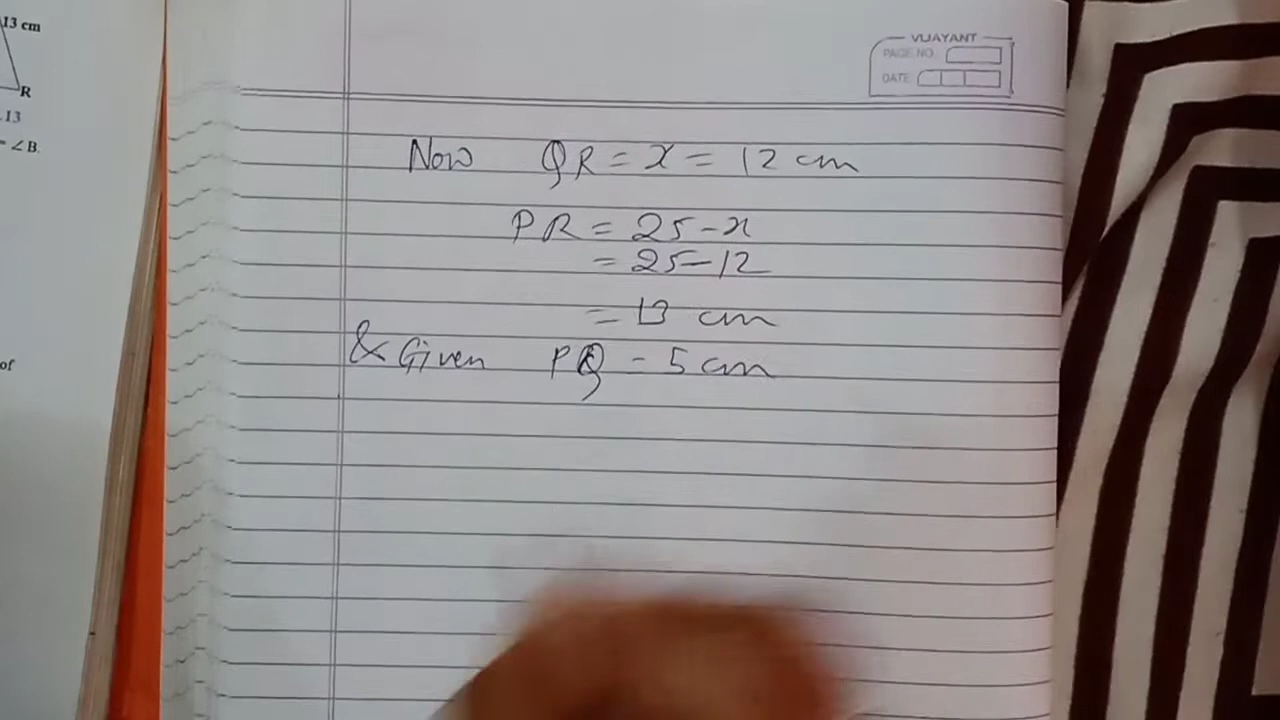 13 cm
R
.13
= ∠B.
of
VIJAYANT
PAGE NO.
DATE
Now QR = x = 12 cm
PR = 25 - x
= 25 - 12
= 13 cm
& Given PQ = 5 cm